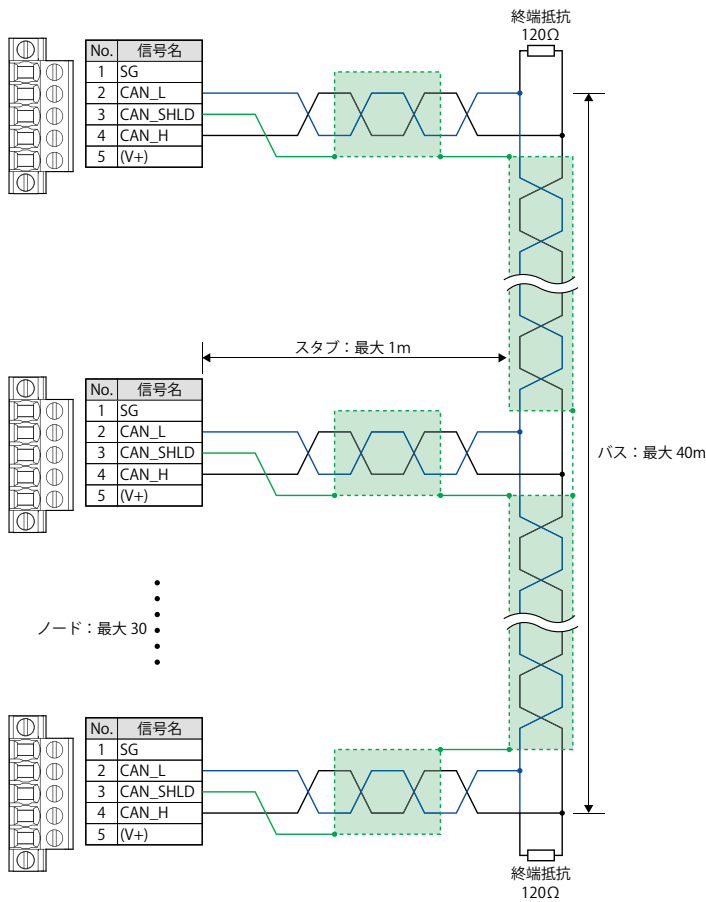 終端抵抗
120Ω
No. 信号名
1 SG
2 CAN_L
3 CAN_SHLD
4 CAN_H
5 (V+)
スタブ：最大 1m
No. 信号名
1 SG
2 CAN_L
3 CAN_SHLD
4 CAN_H
5 (V+)
バス：最大 40m
ノード：最大 30
No. 信号名
1 SG
2 CAN_L
3 CAN_SHLD
4 CAN_H
5 (V+)
終端抵抗
120Ω